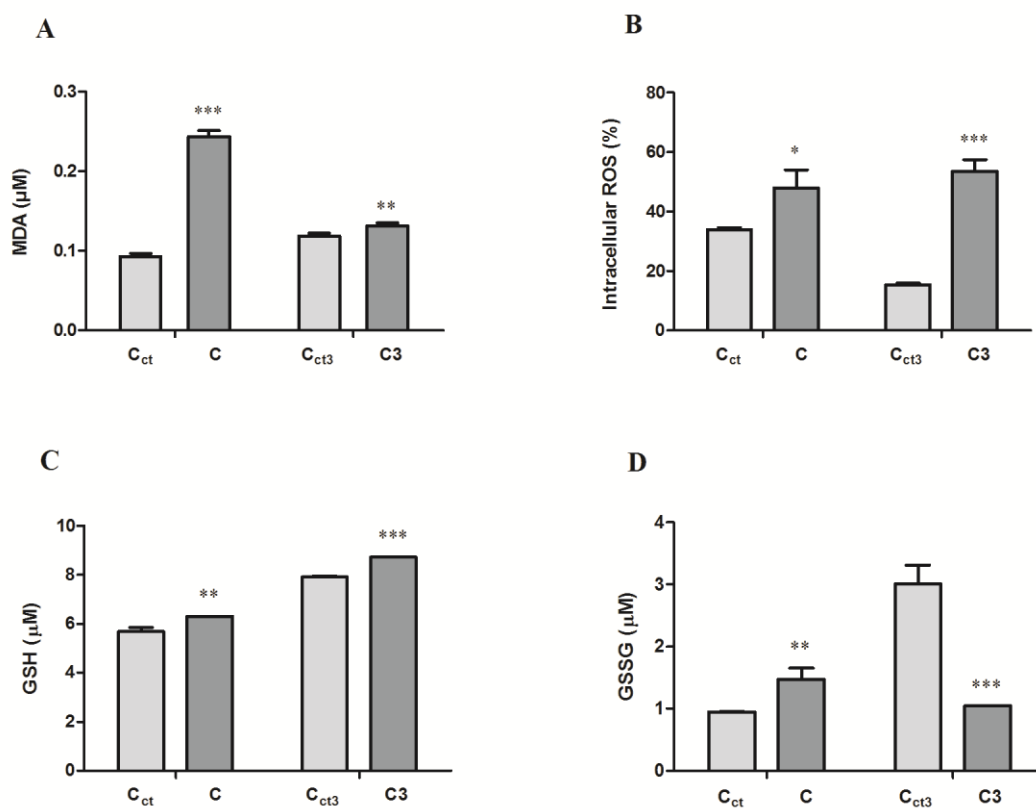 A
MDA (µM)
0.3
0.2
0.1
0.0
***
**
Cct
C
Cct3
C3
B
Intracellular ROS (%)
80
60
40
20
0
*
***
Cct
C
Cct3
C3
C
GSH (µM)
10
8
6
4
2
0
**
***
Cct
C
Cct3
C3
D
GSSG (µM)
4
3
2
1
0
**
***
Cct
C
Cct3
C3